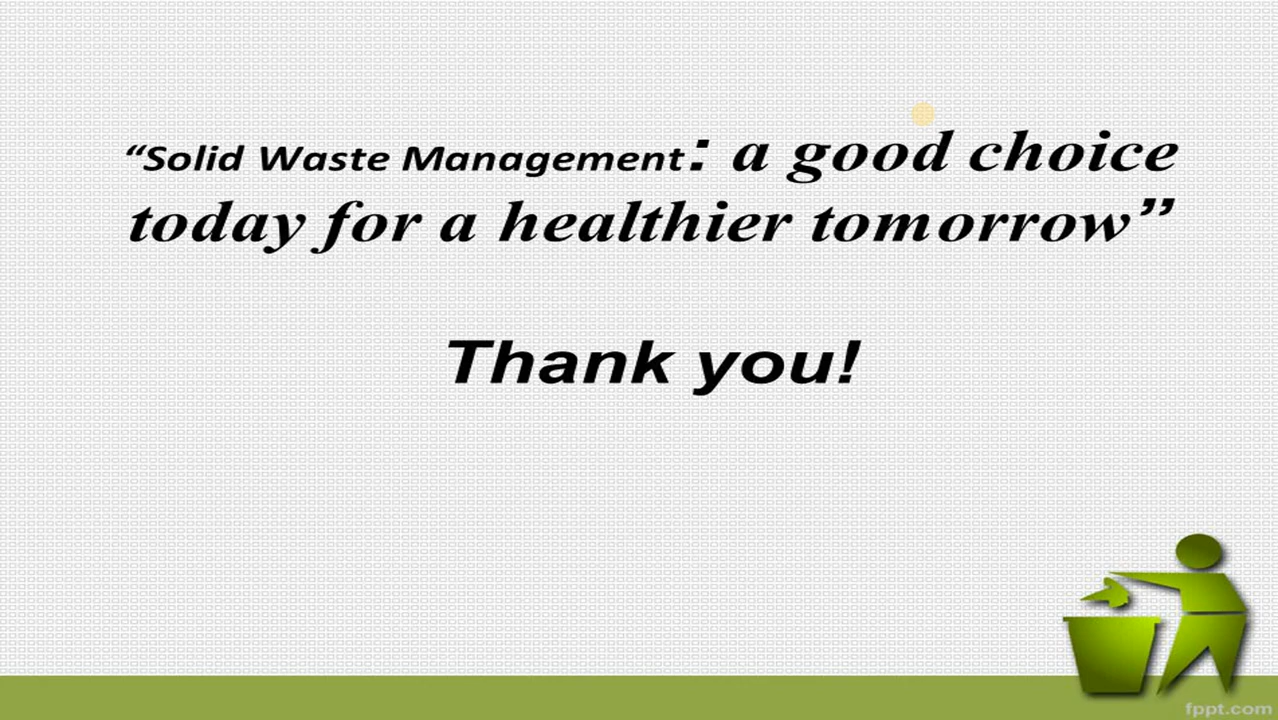 “Solid Waste Management: a good choice
today for a healthier tomorrow”
Thank you!
fppt.com